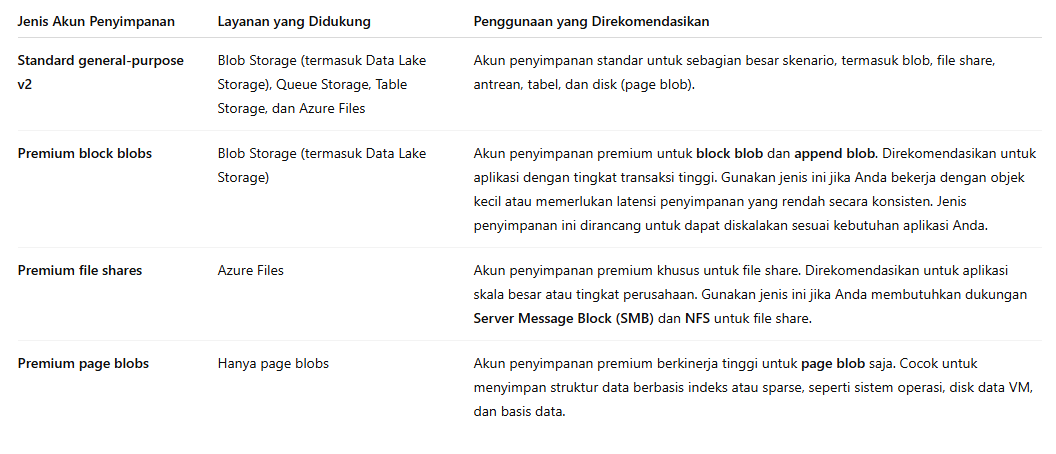 Jenis Akun Penyimpanan
Layanan yang Didukung
Penggunaan yang Direkomendasikan
Standard general-purpose
v2
Blob Storage (termasuk Data Lake
Storage), Queue Storage, Table
Storage, dan Azure Files
Akun penyimpanan standar untuk sebagian besar skenario, termasuk blob, file share,
antrean, tabel, dan disk (page blob).
Premium block blobs
Blob Storage (termasuk Data Lake
Storage)
Akun penyimpanan premium untuk block blob dan append blob. Direkomendasikan untuk
aplikasi dengan tingkat transaksi tinggi. Gunakan jenis ini jika Anda bekerja dengan objek
kecil atau memerlukan latensi penyimpanan yang rendah secara konsisten. Jenis
penyimpanan ini dirancang untuk dapat diskalakan sesuai kebutuhan aplikasi Anda.
Premium file shares
Azure Files
Akun penyimpanan premium khusus untuk file share. Direkomendasikan untuk aplikasi
skala besar atau tingkat perusahaan. Gunakan jenis ini jika Anda membutuhkan dukungan
Server Message Block (SMB) dan NFS untuk file share.
Premium page blobs
Hanya page blobs
Akun penyimpanan premium berkinerja tinggi untuk page blob saja. Cocok untuk
menyimpan struktur data berbasis indeks atau sparse, seperti sistem operasi, disk data VM,
dan basis data.